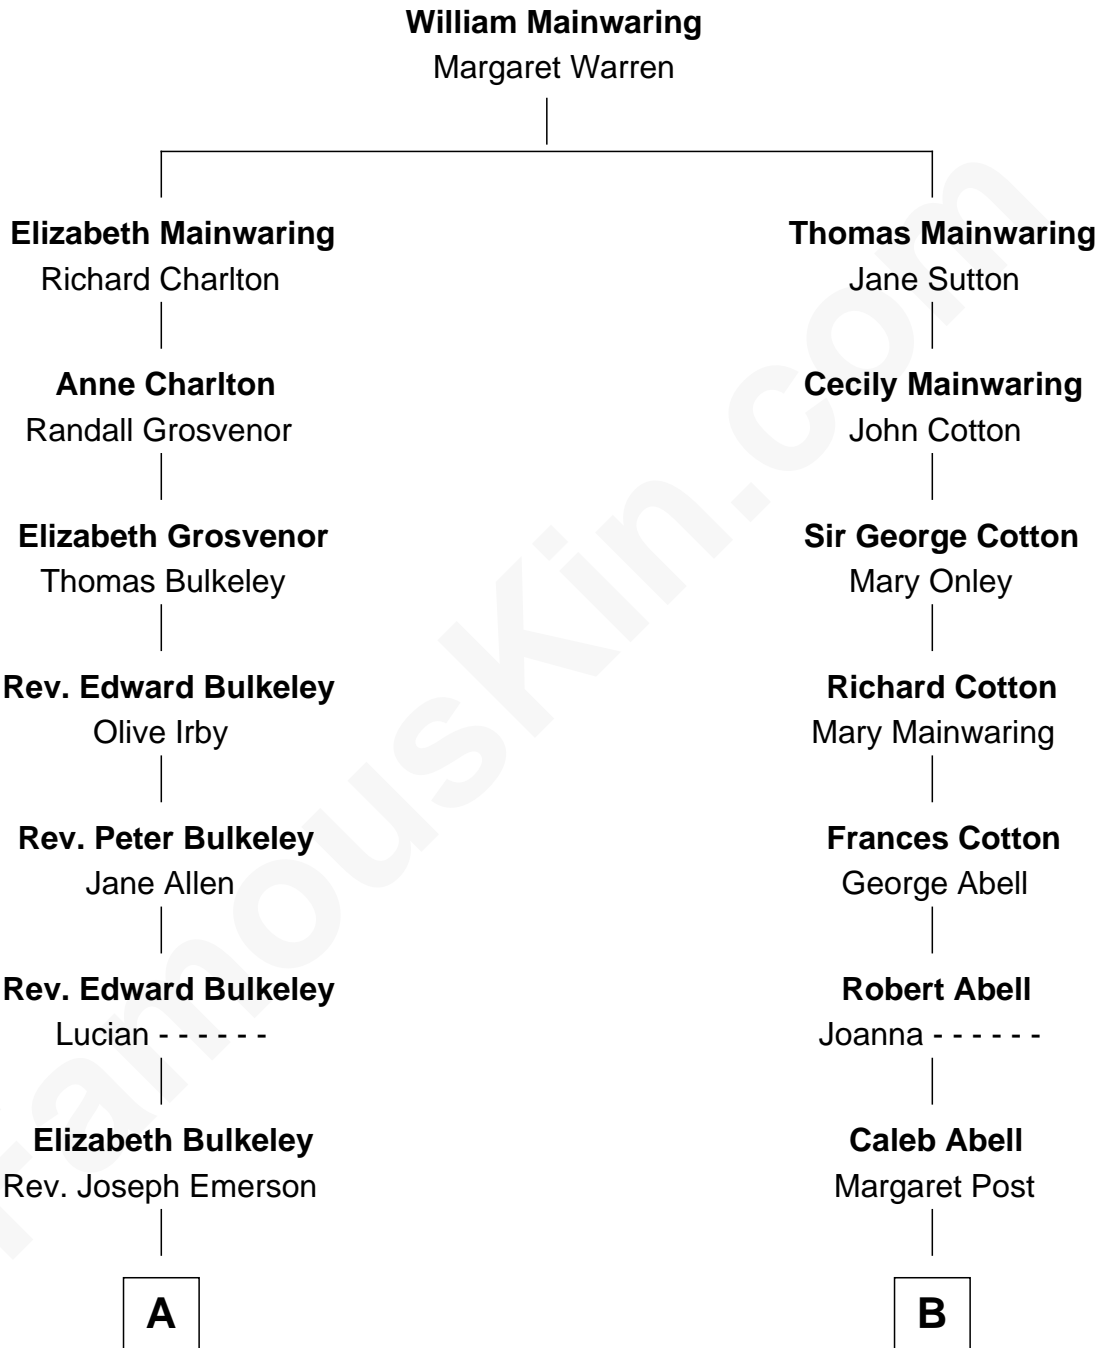 William Mainwaring
Margaret Warren
Elizabeth Mainwaring
Richard Charlton
Anne Charlton
Randall Grosvenor
Elizabeth Grosvenor
Thomas Bulkeley
Rev. Edward Bulkeley
Olive Irby
Rev. Peter Bulkeley
Jane Allen
Rev. Edward Bulkeley
Lucian - - - - - -
Elizabeth Bulkeley
Rev. Joseph Emerson
A
Thomas Mainwaring
Jane Sutton
Cecily Mainwaring
John Cotton
Sir George Cotton
Mary Onley
Richard Cotton
Mary Mainwaring
Frances Cotton
George Abell
Robert Abell
Joanna - - - - - -
Caleb Abell
Margaret Post
B
FamousKin.com